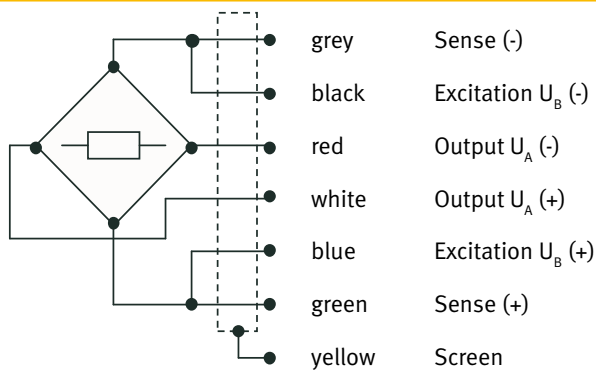 grey Sense (-)
black Excitation U_B (-)
red Output U_A (-)
white Output U_A (+)
blue Excitation U_B (+)
green Sense (+)
yellow Screen